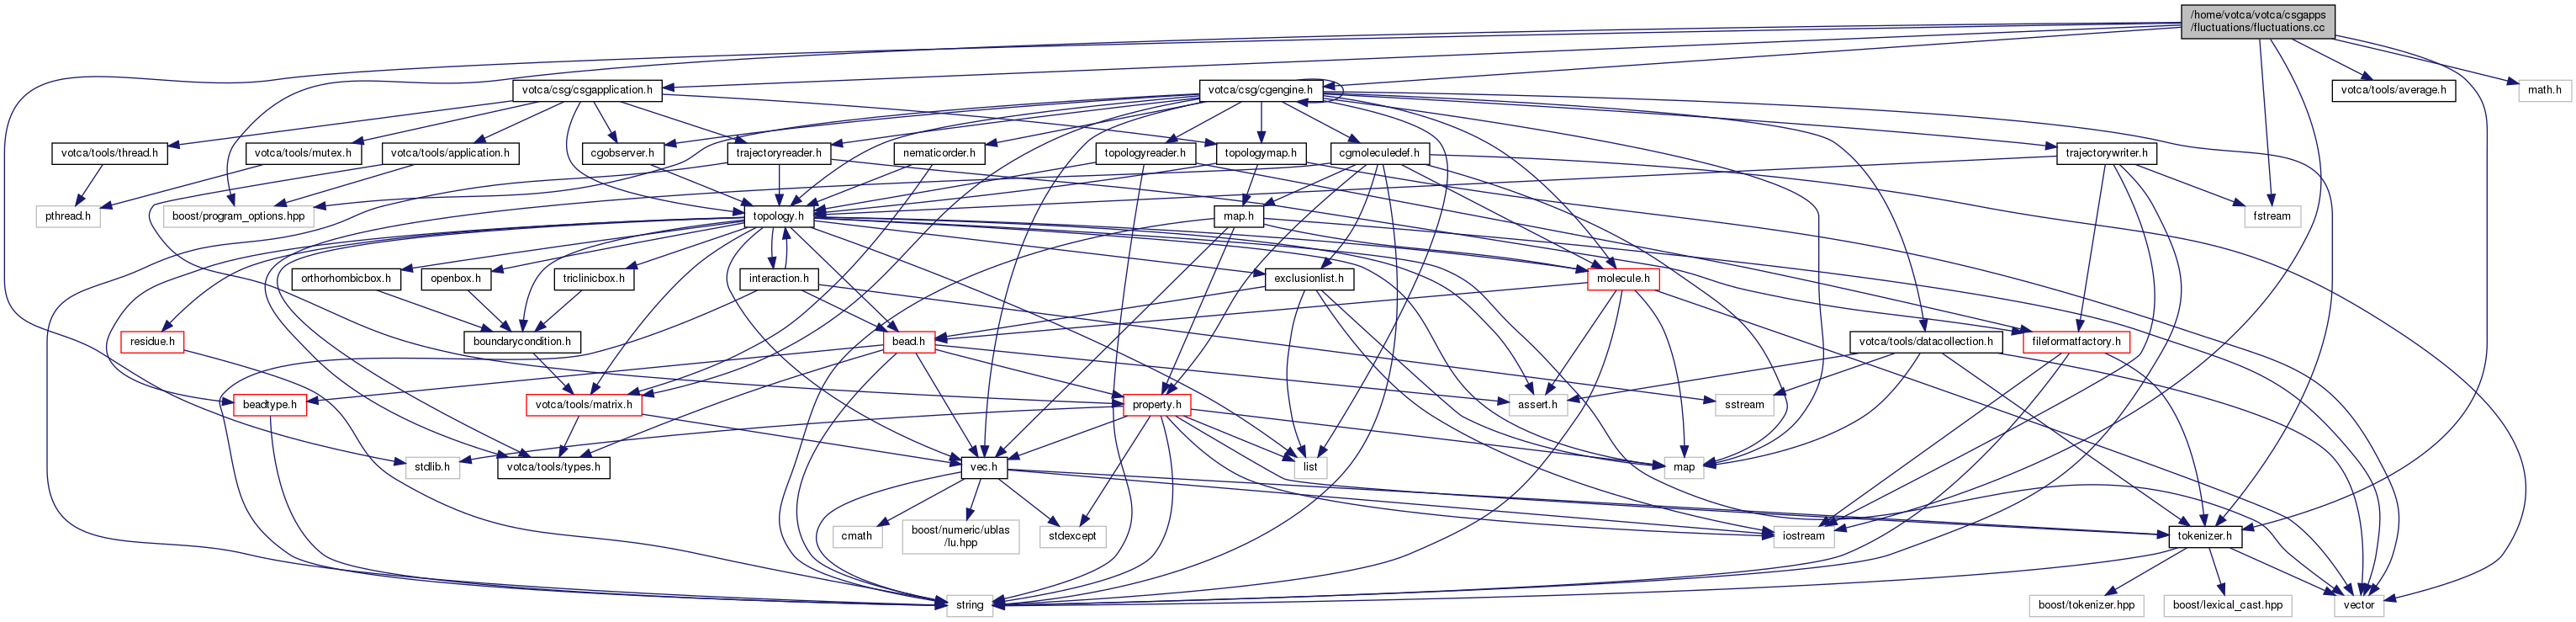 /home/votca/votca/csgapps
/fluctuations/fluctuations.cc
votca/csg/csgapplication.h
votca/csg/cgengine.h
votca/tools/average.h
math.h
votca/tools/thread.h
votca/tools/mutex.h
votca/tools/application.h
cgobserver.h
trajectoryreader.h
nematicorder.h
topologyreader.h
topologymap.h
cgmoleculedef.h
trajectorywriter.h
pthread.h
boost/program_options.hpp
topology.h
map.h
fstream
orthorhombicbox.h
openbox.h
triclinicbox.h
interaction.h
exclusionlist.h
molecule.h
residue.h
boundarycondition.h
bead.h
votca/tools/datacollection.h
fileformatfactory.h
beadtype.h
votca/tools/matrix.h
property.h
assert.h
sstream
stdlib.h
votca/tools/types.h
vec.h
list
map
cmath
boost/numeric/ublas
/lu.hpp
stdexcept
iostream
tokenizer.h
string
boost/tokenizer.hpp
boost/lexical_cast.hpp
vector